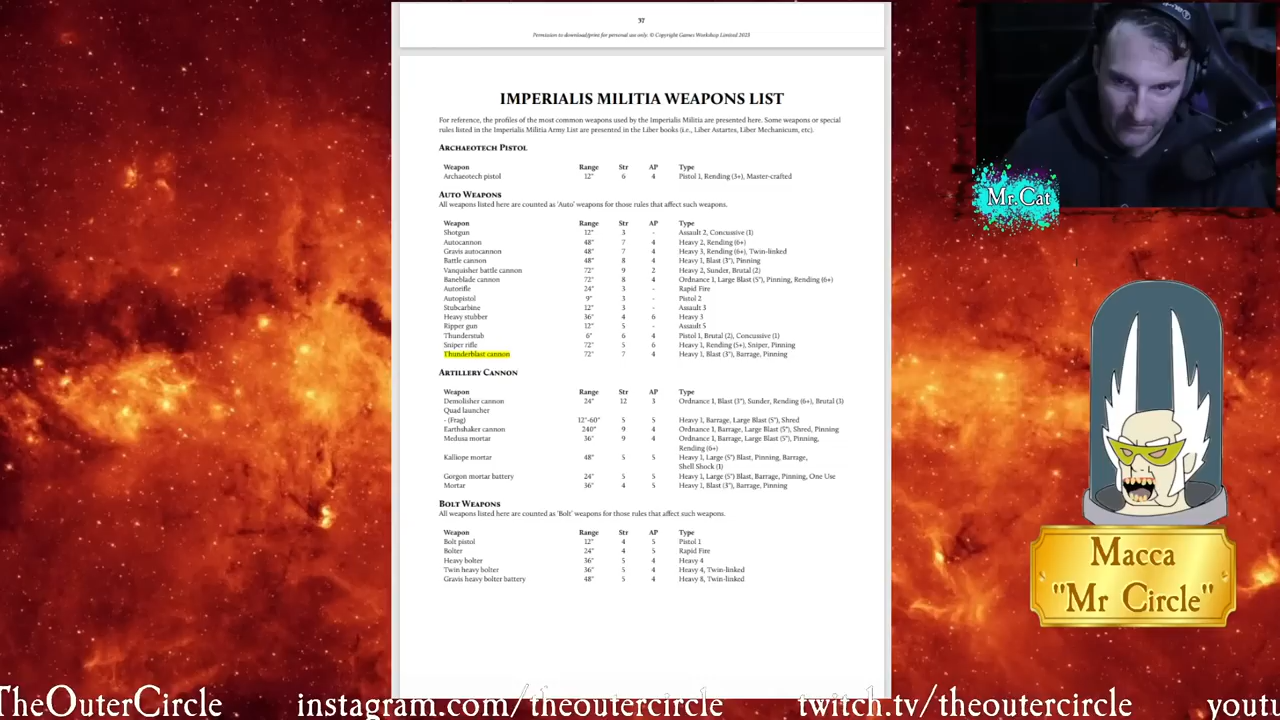 37
Permission to download/print for personal use only. © Copyright Games Workshop Limited 2023
IMPERIALIS MILITIA WEAPONS LIST
For reference, the profiles of the most common weapons used by the Imperialis Militia are presented here. Some weapons or special
rules listed in the Imperialis Militia Army List are presented in the Liber books (i.e., Liber Astartes, Liber Mechanicum, etc).
ARCHAEOTECH PISTOL
Weapon Range Str AP Type
Archaeotech pistol 12" 6 4 Pistol 1, Rending (3+), Master-crafted
AUTO WEAPONS
All weapons listed here are counted as 'Auto' weapons for those rules that affect such weapons.
Weapon Range Str AP Type
Shotgun 12" 3 - Assault 2, Concussive (1)
Autocannon 48" 7 4 Heavy 2, Rending (6+)
Gravis autocannon 48" 7 4 Heavy 3, Rending (6+), Twin-linked
Battle cannon 48" 8 4 Heavy 1, Blast (3"), Pinning
Vanquisher battle cannon 72" 9 2 Heavy 2, Sunder, Brutal (2)
Baneblade cannon 72" 8 4 Ordnance 1, Large Blast (5"), Pinning, Rending (6+)
Autorifle 24" 3 - Rapid Fire
Autopistol 9" 3 - Pistol 2
Stubcarbine 12" 3 - Assault 3
Heavy stubber 36" 4 6 Heavy 3
Ripper gun 12" 5 - Assault 5
Thunderstub 6" 6 4 Pistol 1, Brutal (2), Concussive (1)
Sniper rifle 72" 5 6 Heavy 1, Rending (5+), Sniper, Pinning
Thunderblast cannon 72" 7 4 Heavy 1, Blast (3"), Barrage, Pinning
ARTILLERY CANNON
Weapon Range Str AP Type
Demolisher cannon 24" 12 3 Ordnance 1, Blast (3"), Sunder, Rending (6+), Brutal (3)
Quad launcher
- (Frag) 12"-60" 5 5 Heavy 1, Barrage, Large Blast (5"), Shred
Earthshaker cannon 240" 9 4 Ordnance 1, Barrage, Large Blast (5"), Shred, Pinning
Medusa mortar 36" 9 4 Ordnance 1, Barrage, Large Blast (5"), Pinning,
Rending (6+)
Kalliope mortar 48" 5 5 Heavy 1, Large (5") Blast, Pinning, Barrage,
Shell Shock (1)
Gorgon mortar battery 24" 5 5 Heavy 1, Large (5") Blast, Barrage, Pinning, One Use
Mortar 36" 4 5 Heavy 1, Blast (3"), Barrage, Pinning
BOLT WEAPONS
All weapons listed here are counted as 'Bolt' weapons for those rules that affect such weapons.
Weapon Range Str AP Type
Bolt pistol 12" 4 5 Pistol 1
Bolter 24" 4 5 Rapid Fire
Heavy bolter 36" 5 4 Heavy 4
Twin heavy bolter 36" 5 4 Heavy 4, Twin-linked
Gravis heavy bolter battery 48" 5 4 Heavy 8, Twin-linked
Mr.Cat
Macca
"Mr Circle"
TheOuterCircle instagram.com/theoutercircle twitch.tv/theoutercircle youtu